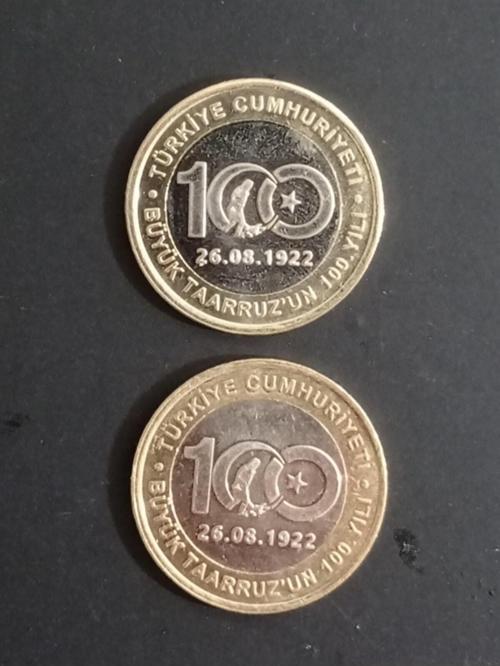 TÜRKİYE CUMHURİYETİ
100
26.08.1922
BÜYÜK TAARRUZ'UN 100.YILI
TÜRKİYE CUMHURİYETİ
100
26.08.1922
BÜYÜK TAARRUZ'UN 100.YILI